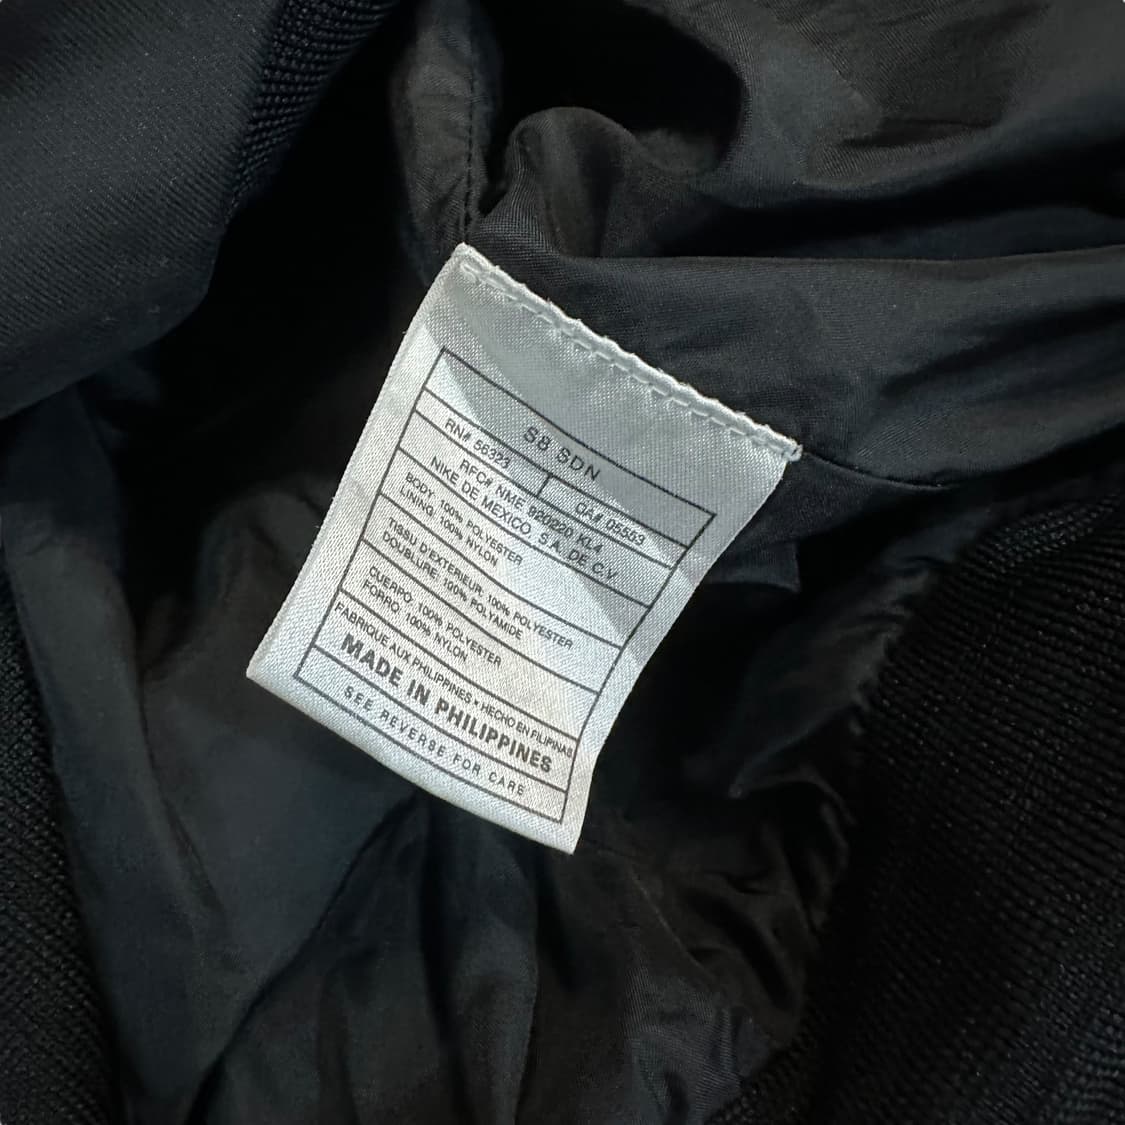 S8 SDN
RN# 56323 CIA# 05553
RFC# NME 920220 KL4
NIKE DE MEXICO, S.A. DE C.V.
BODY: 100% POLYESTER
LINING: 100% NYLON
TISSU D'EXTERIEUR: 100% POLYESTER
DOUBLURE: 100% POLYAMIDE
CUERPO: 100% POLYESTER
FORRO: 100% NYLON
FABRIQUE AUX PHILIPPINES • HECHO EN FILIPINAS
MADE IN PHILIPPINES
SEE REVERSE FOR CARE